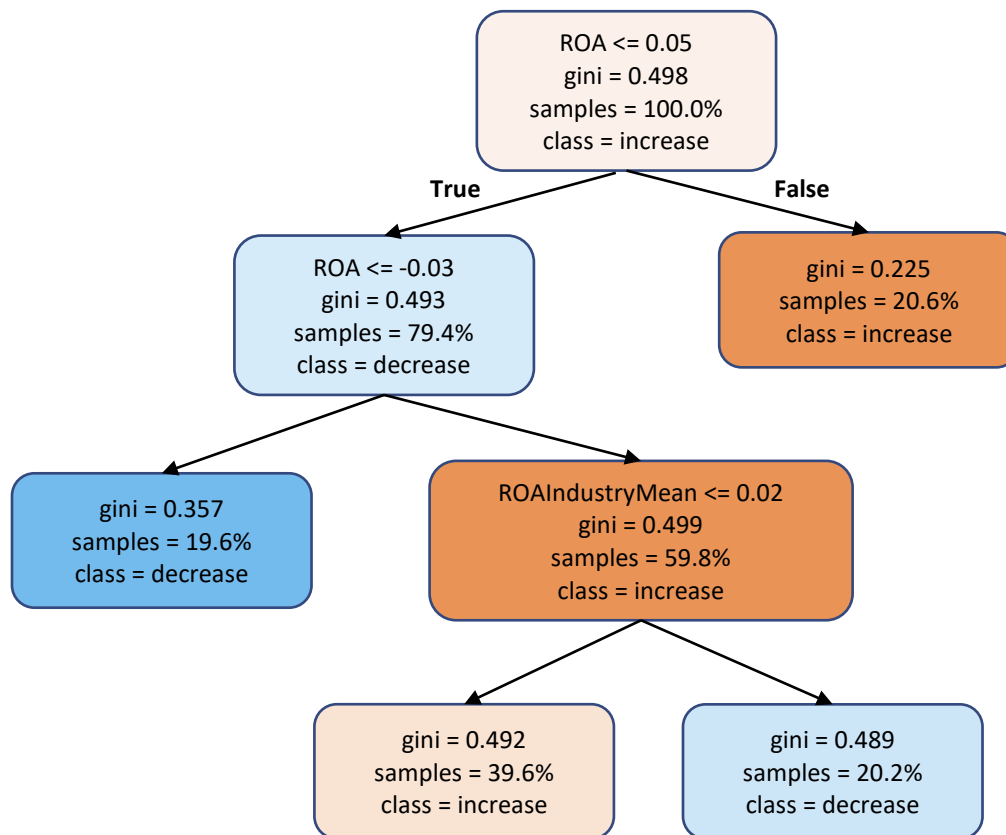 ROA <= 0.05
gini = 0.498
samples = 100.0%
class = increase
True
False
ROA <= -0.03
gini = 0.493
samples = 79.4%
class = decrease
gini = 0.225
samples = 20.6%
class = increase
gini = 0.357
samples = 19.6%
class = decrease
ROAIndustryMean <= 0.02
gini = 0.499
samples = 59.8%
class = increase
gini = 0.492
samples = 39.6%
class = increase
gini = 0.489
samples = 20.2%
class = decrease